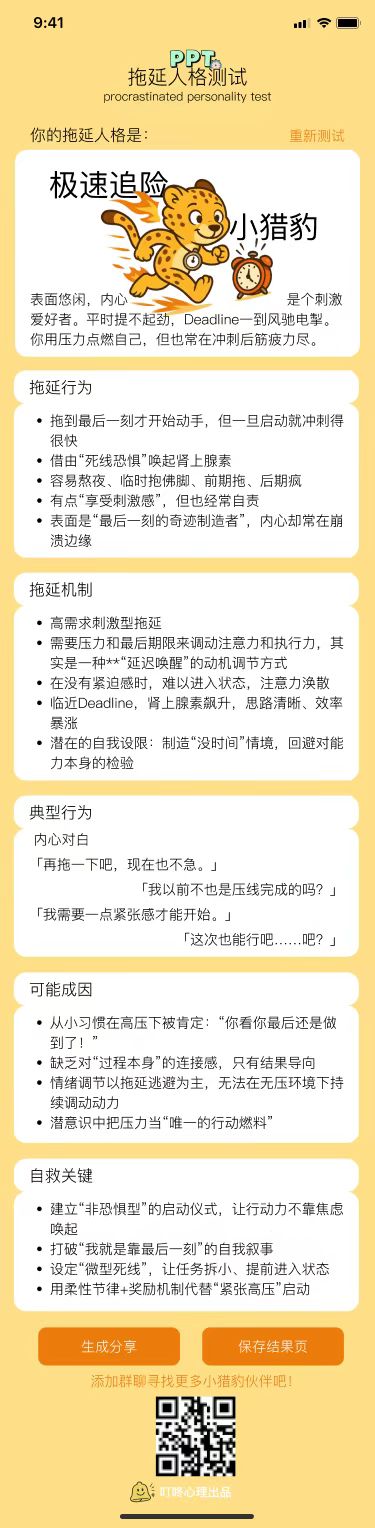 9:41
PPT
拖延人格测试
procrastinated personality test
你的拖延人格是：
重新测试
极速追险
小猎豹
表面悠闲，内心
是个刺激
爱好者。平时提不起劲，Deadline一到风驰电掣。
你用压力点燃自己，但也常在冲刺后筋疲力尽。
拖延行为
• 拖到最后一刻才开始动手，但一旦启动就冲刺得
很快
• 借由“死线恐惧”唤起肾上腺素
• 容易熬夜、临时抱佛脚、前期拖、后期疯
• 有点“享受刺激感”，但也经常自责
• 表面是“最后一刻的奇迹制造者”，内心却常在崩
溃边缘
拖延机制
• 高需求刺激型拖延
• 需要压力和最后期限来调动注意力和执行力，其
实是一种**“延迟唤醒”的动机调节方式
• 在没有紧迫感时，难以进入状态，注意力涣散
• 临近Deadline，肾上腺素飙升，思路清晰、效率
暴涨
• 潜在的自我设限：制造“没时间”情境，回避对能
力本身的检验
典型行为
内心对白
「再拖一下吧，现在也不急。」
「我以前不也是压线完成的吗？」
「我需要一点紧张感才能开始。」
「这次也能行吧……吧？」
可能成因
• 从小习惯在高压下被肯定：“你看你最后还是做
到了！”
• 缺乏对“过程本身”的连接感，只有结果导向
• 情绪调节以拖延逃避为主，无法在无压环境下持
续调动动力
• 潜意识中把压力当“唯一的行动燃料”
自救关键
• 建立“非恐惧型”的启动仪式，让行动力不靠焦虑
唤起
• 打破“我就是靠最后一刻”的自我叙事
• 设定“微型死线”，让任务拆小、提前进入状态
• 用柔性节律+奖励机制代替“紧张高压”启动
生成分享
保存结果页
添加群聊寻找更多小猎豹伙伴吧！
叮咚心理出品